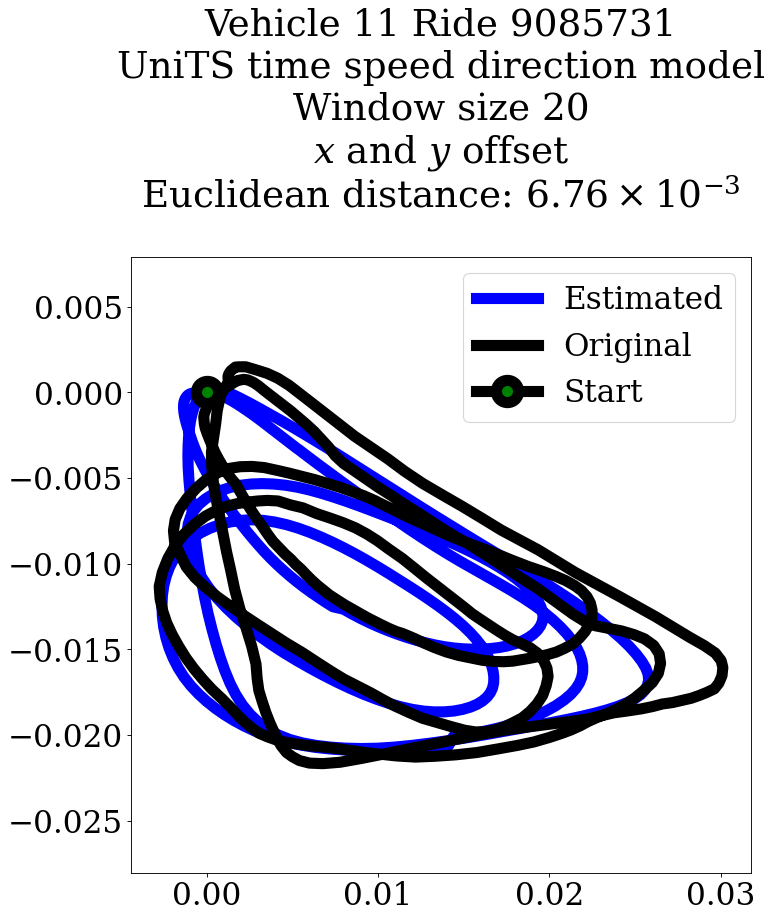 Vehicle 11 Ride 9085731
UniTS time speed direction model
Window size 20
x and y offset
Euclidean distance: 6.76 × 10⁻³
Estimated
Original
Start
0.005
0.000
−0.005
−0.010
−0.015
−0.020
−0.025
0.00 0.01 0.02 0.03